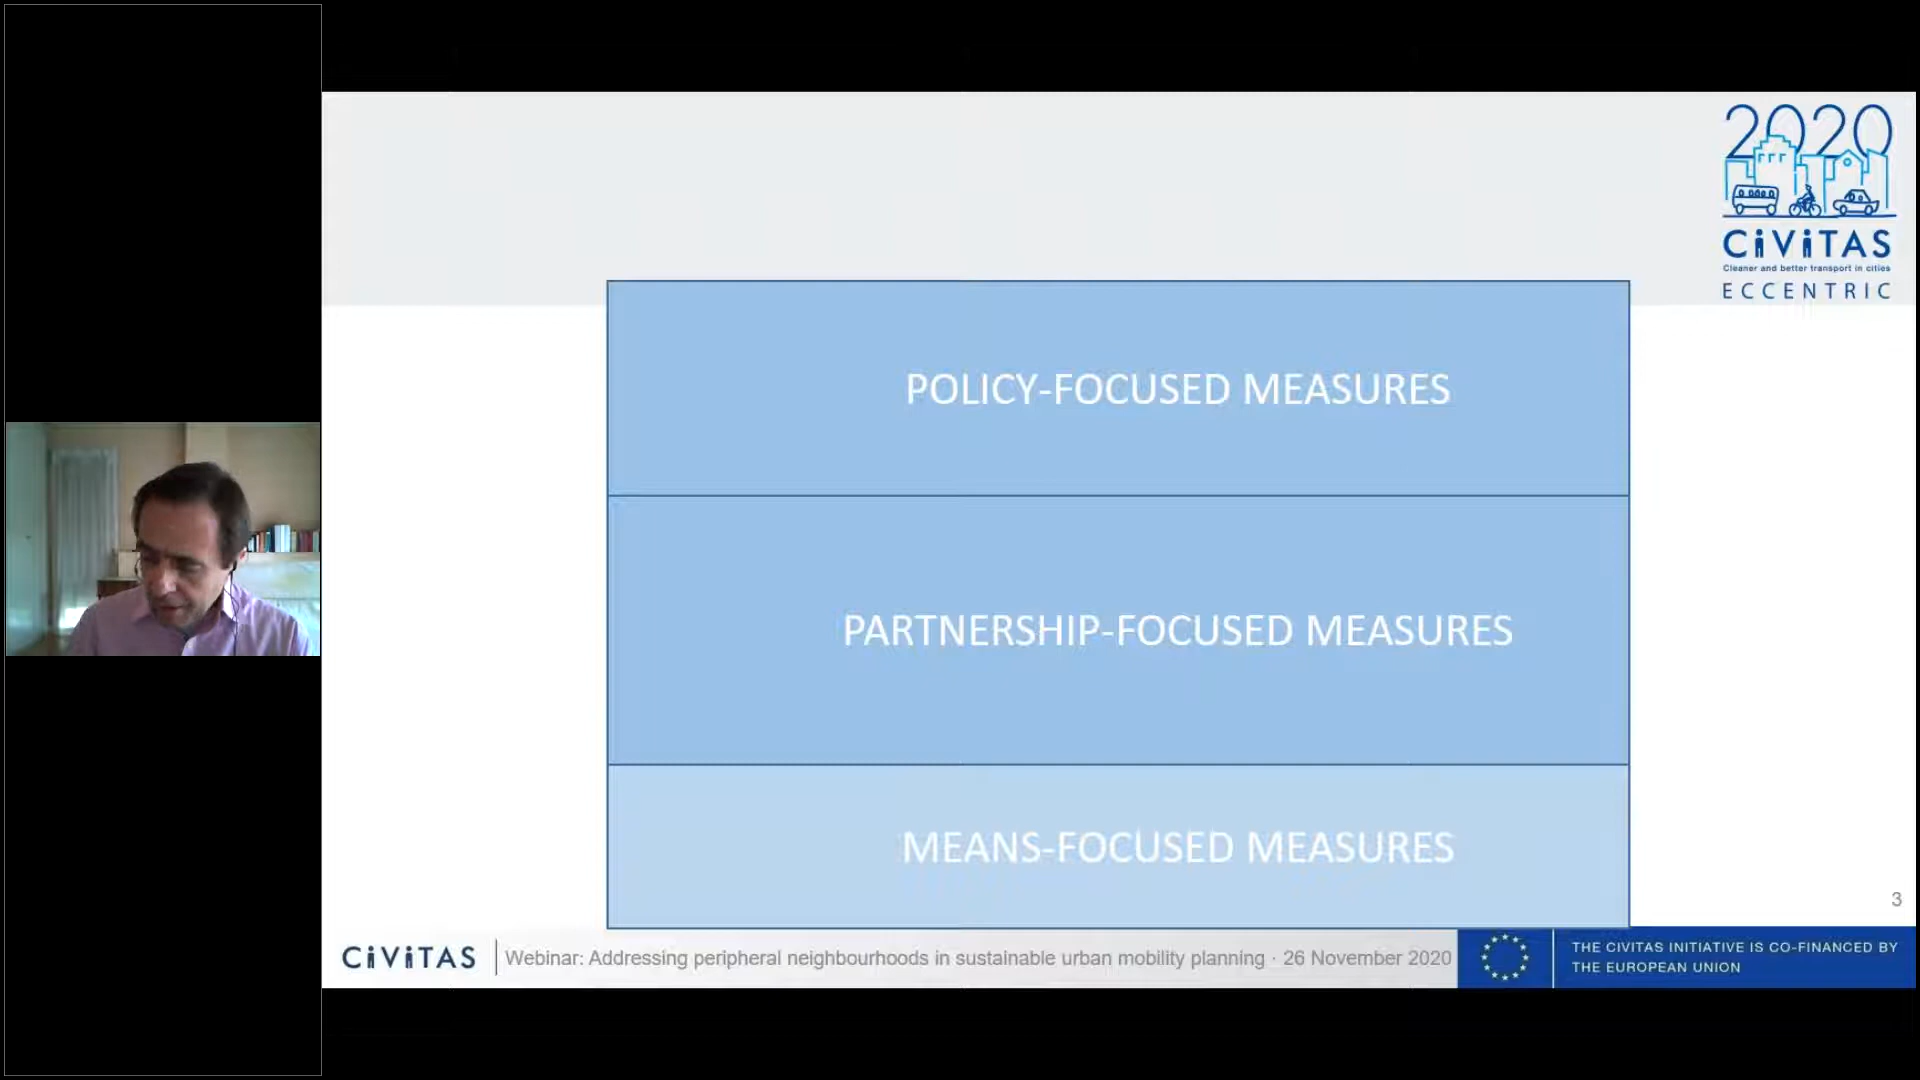 2020
CiViTAS
Cleaner and better transport in cities
ECCENTRIC
POLICY-FOCUSED MEASURES
PARTNERSHIP-FOCUSED MEASURES
MEANS-FOCUSED MEASURES
3
CiViTAS
Webinar: Addressing peripheral neighbourhoods in sustainable urban mobility planning · 26 November 2020
THE CIVITAS INITIATIVE IS CO-FINANCED BY
THE EUROPEAN UNION